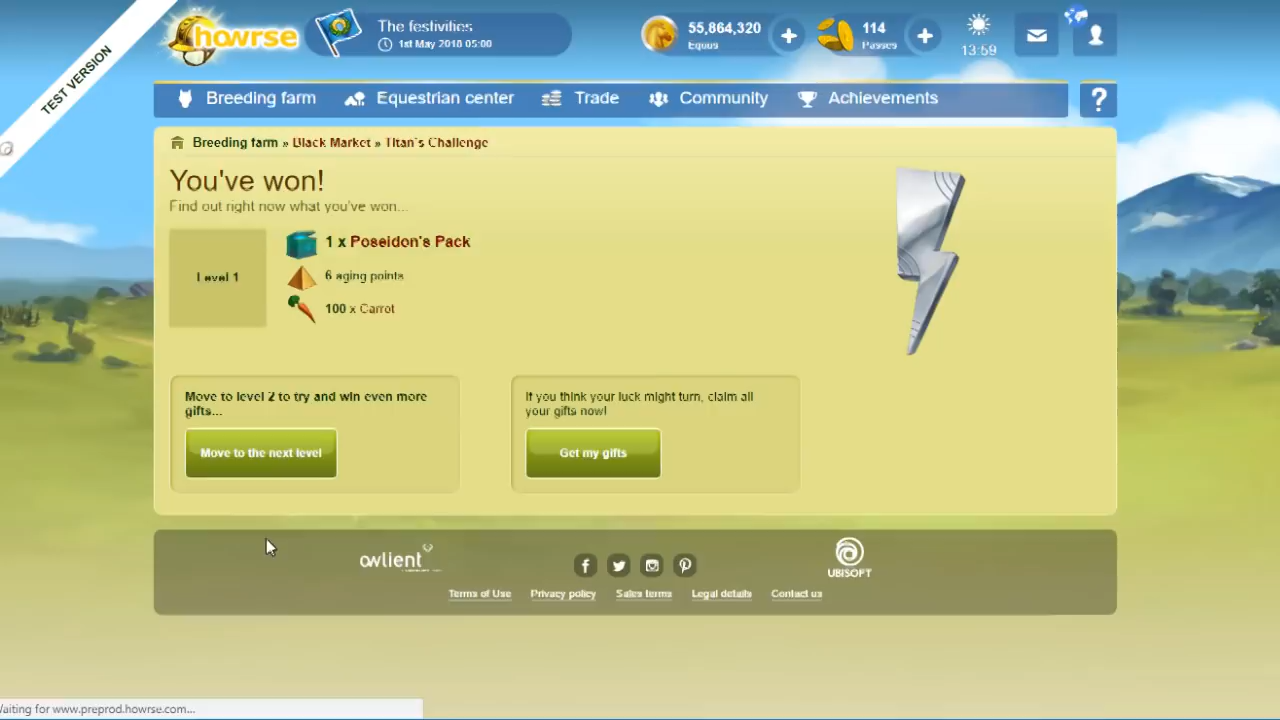 TEST VERSION
howrse
The festivities
1st May 2018 05:00
55,864,320
Equus
114
Passes
13:59
Breeding farm
Equestrian center
Trade
Community
Achievements
?
Breeding farm » Black Market » Titan's Challenge
You've won!
Find out right now what you've won...
Level 1
1 x Poseidon's Pack
6 aging points
100 x Carrot
Move to level 2 to try and win even more
gifts...
Move to the next level
If you think your luck might turn, claim all
your gifts now!
Get my gifts
owlient
UBISOFT
Terms of Use
Privacy policy
Sales terms
Legal details
Contact us
Waiting for www.preprod.howrse.com...